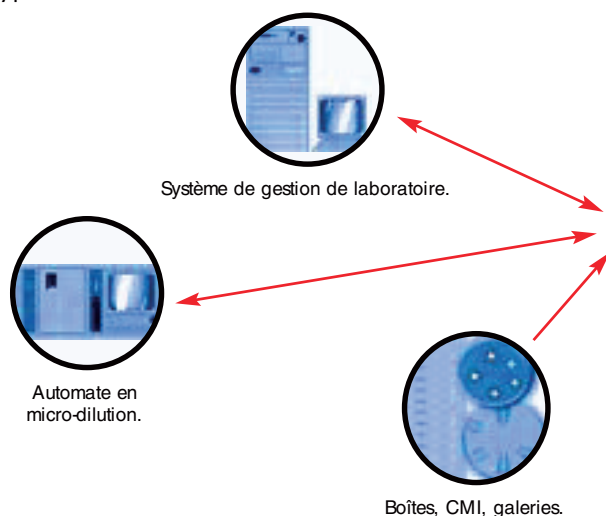 Système de gestion de laboratoire.
Automate en
micro-dilution.
Boîtes, CMI, galeries.